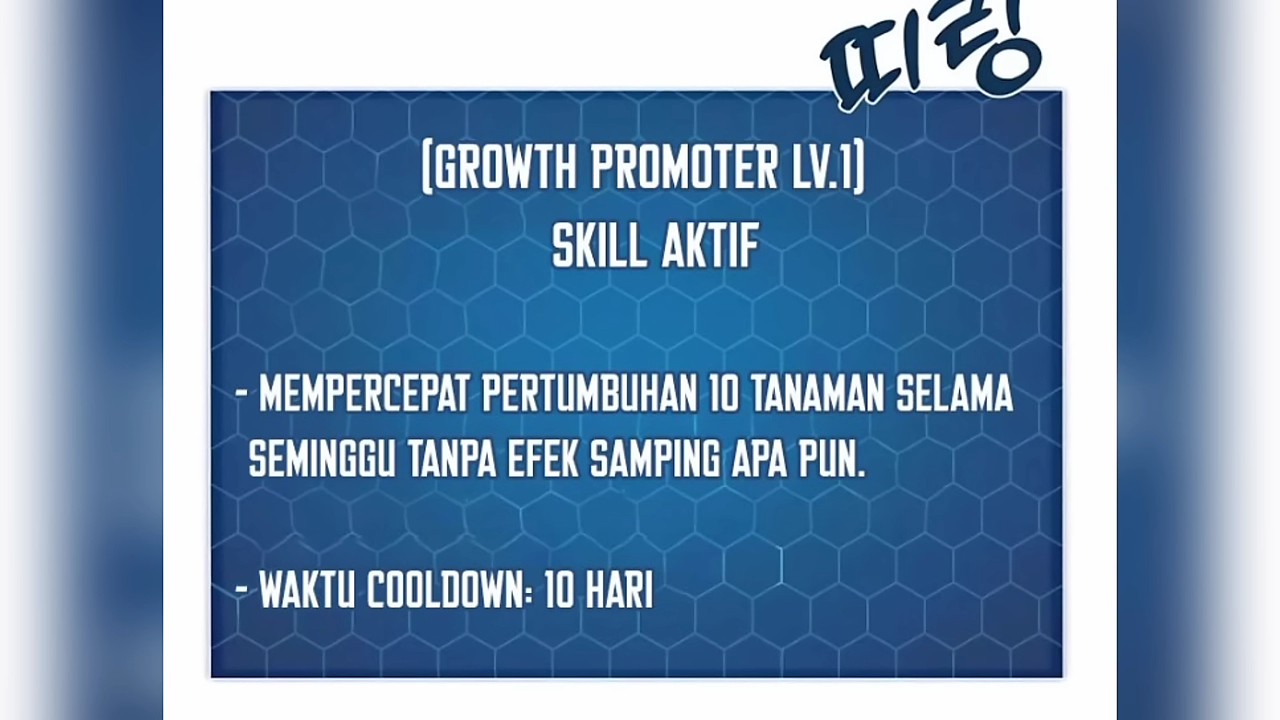 띠링
[GROWTH PROMOTER LV.1]
SKILL AKTIF
- MEMPERCEPAT PERTUMBUHAN 10 TANAMAN SELAMA
SEMINGGU TANPA EFEK SAMPING APA PUN.
- WAKTU COOLDOWN: 10 HARI